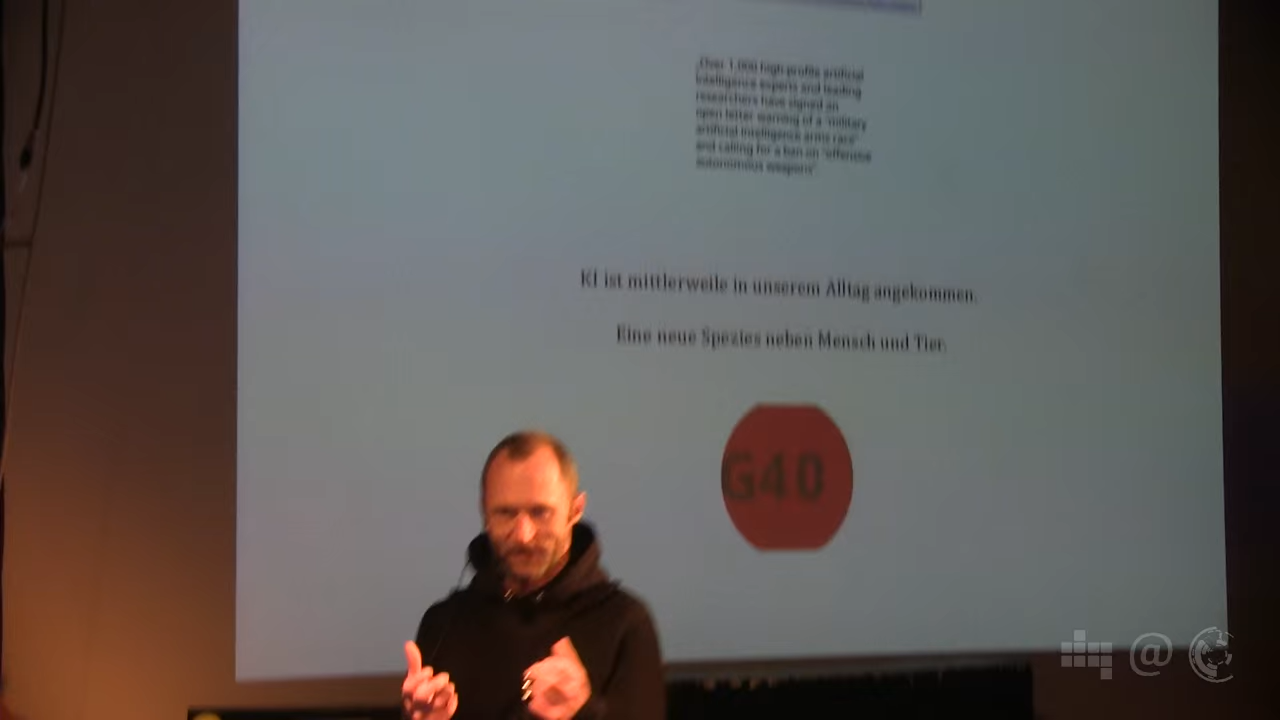 „Over 1,000 high-profile artificial
intelligence experts and leading
researchers have signed an
open letter warning of a "military
artificial intelligence arms race"
and calling for a ban on "offensive
autonomous weapons".
KI ist mittlerweile in unserem Alltag angekommen.
Eine neue Spezies neben Mensch und Tier.
G40
@